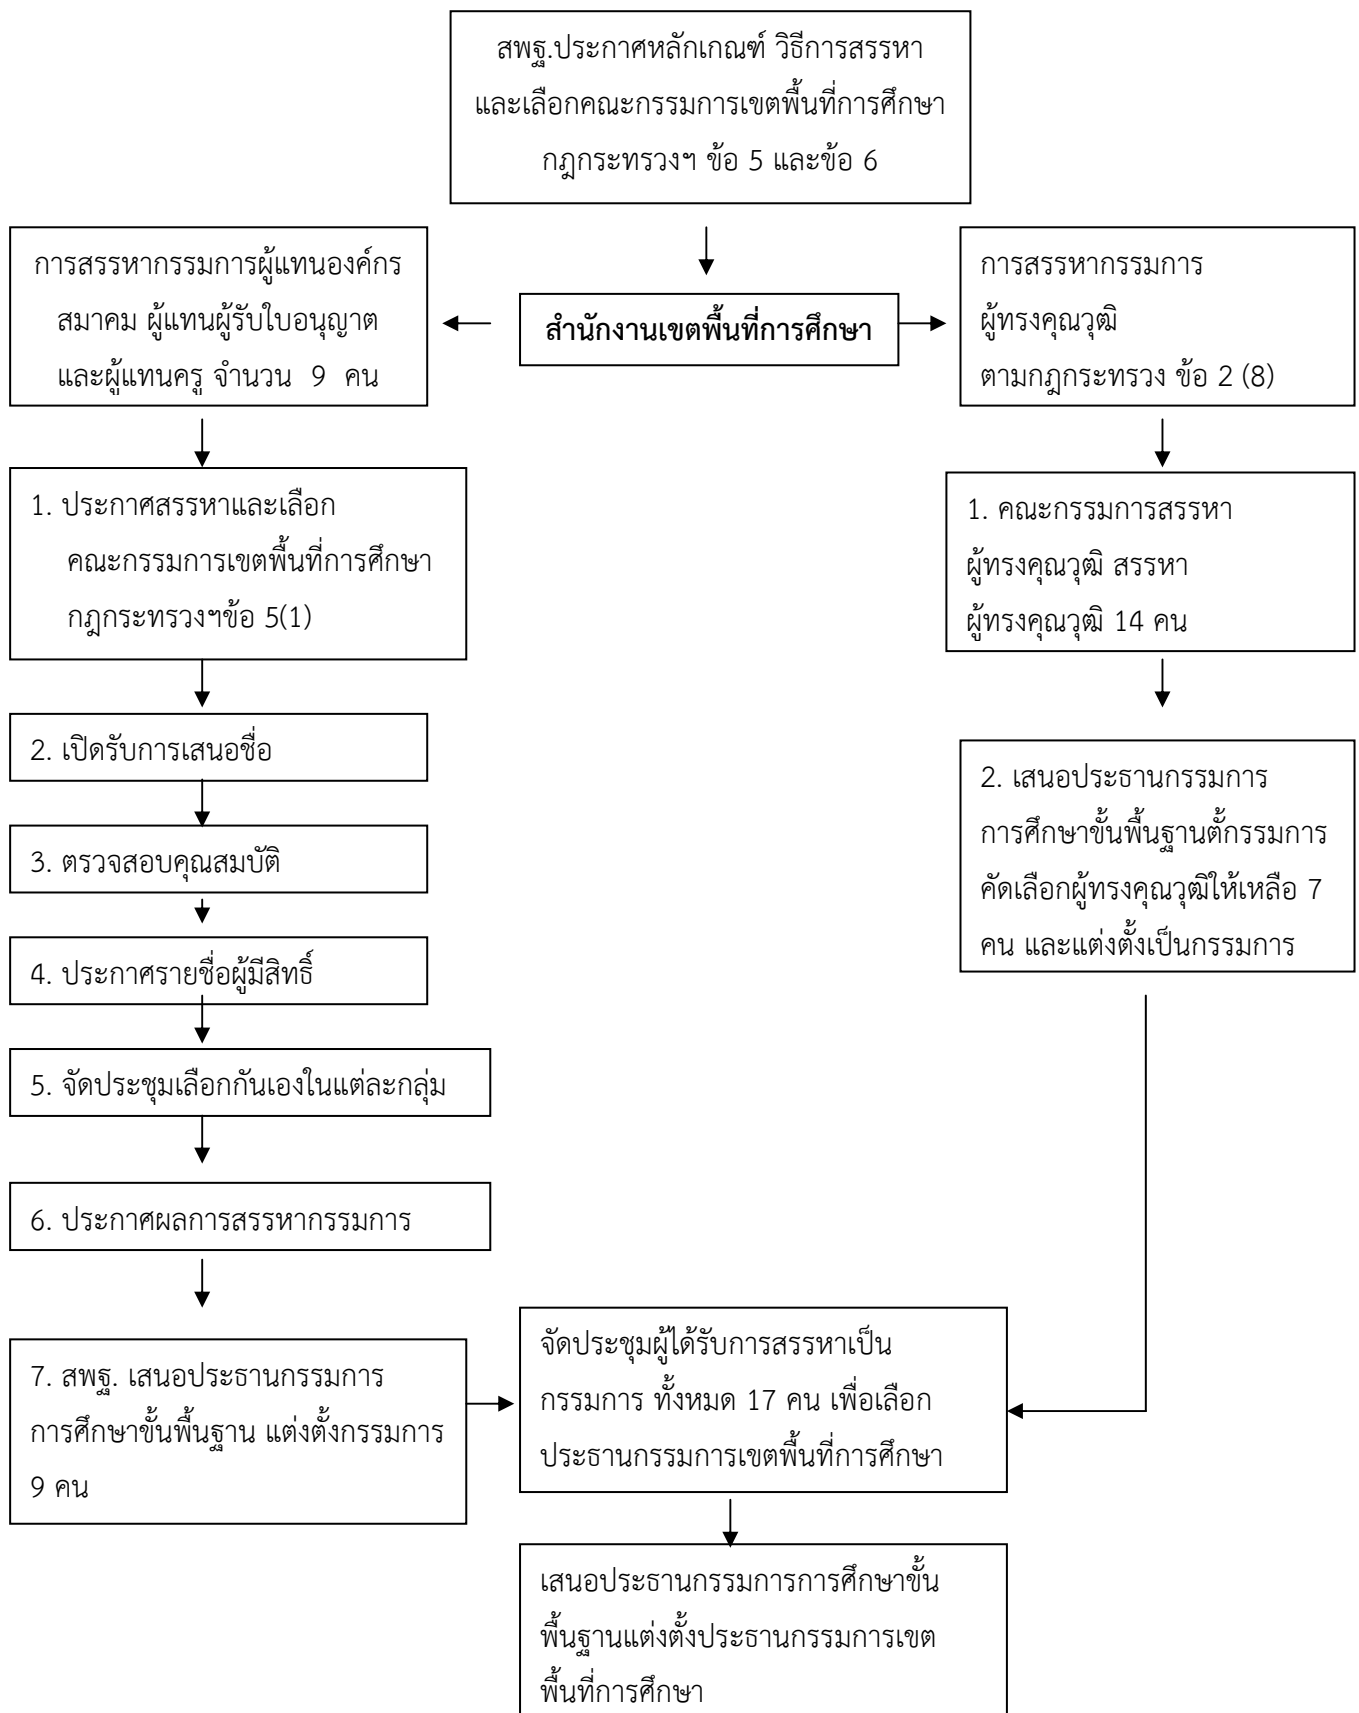 สพฐ.ประกาศหลักเกณฑ์ วิธีการสรรหา
และเลือกคณะกรรมการเขตพื้นที่การศึกษา
กฎกระทรวงฯ ข้อ 5 และข้อ 6
สำนักงานเขตพื้นที่การศึกษา
การสรรหากรรมการผู้แทนองค์กร
สมาคม ผู้แทนผู้รับใบอนุญาต
และผู้แทนครู จำนวน 9 คน
1. ประกาศสรรหาและเลือก
คณะกรรมการเขตพื้นที่การศึกษา
กฎกระทรวงฯข้อ 5(1)
2. เปิดรับการเสนอชื่อ
3. ตรวจสอบคุณสมบัติ
4. ประกาศรายชื่อผู้มีสิทธิ์
5. จัดประชุมเลือกกันเองในแต่ละกลุ่ม
6. ประกาศผลการสรรหากรรมการ
7. สพฐ. เสนอประธานกรรมการ
การศึกษาขั้นพื้นฐาน แต่งตั้งกรรมการ
9 คน
การสรรหากรรมการ
ผู้ทรงคุณวุฒิ
ตามกฎกระทรวง ข้อ 2 (8)
1. คณะกรรมการสรรหา
ผู้ทรงคุณวุฒิ สรรหา
ผู้ทรงคุณวุฒิ 14 คน
2. เสนอประธานกรรมการ
การศึกษาขั้นพื้นฐานตั้กรรมการ
คัดเลือกผู้ทรงคุณวุฒิให้เหลือ 7
คน และแต่งตั้งเป็นกรรมการ
จัดประชุมผู้ได้รับการสรรหาเป็น
กรรมการ ทั้งหมด 17 คน เพื่อเลือก
ประธานกรรมการเขตพื้นที่การศึกษา
เสนอประธานกรรมการการศึกษาขั้น
พื้นฐานแต่งตั้งประธานกรรมการเขต
พื้นที่การศึกษา